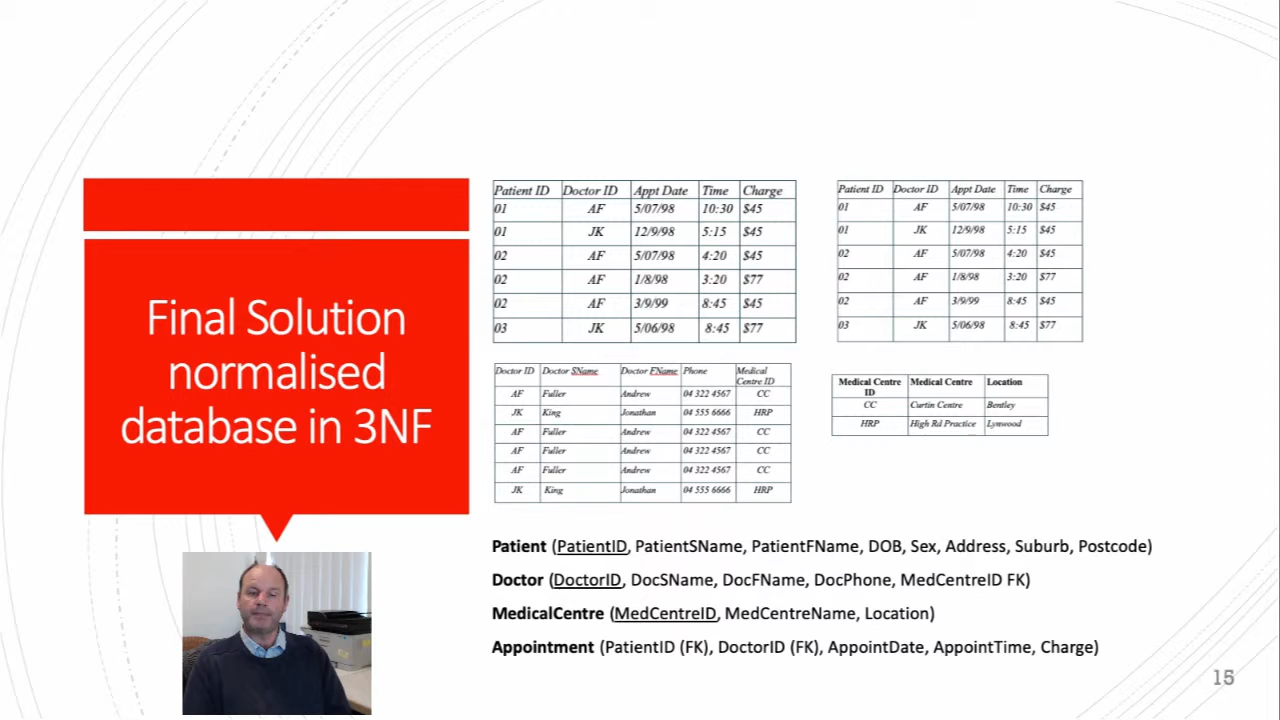 Final Solution
normalised
database in 3NF
Patient ID Doctor ID Appt Date Time Charge
01 AF 5/07/98 10:30 $45
01 JK 12/9/98 5:15 $45
02 AF 5/07/98 4:20 $45
02 AF 1/8/98 3:20 $77
02 AF 3/9/99 8:45 $45
03 JK 5/06/98 8:45 $77
Patient ID Doctor ID Appt Date Time Charge
01 AF 5/07/98 10:30 $45
01 JK 12/9/98 5:15 $45
02 AF 5/07/98 4:20 $45
02 AF 1/8/98 3:20 $77
02 AF 3/9/99 8:45 $45
03 JK 5/06/98 8:45 $77
Doctor ID Doctor SName Doctor FName Phone Medical
Centre ID
AF Fuller Andrew 04 322 4567 CC
JK King Jonathan 04 555 6666 HRP
AF Fuller Andrew 04 322 4567 CC
AF Fuller Andrew 04 322 4567 CC
AF Fuller Andrew 04 322 4567 CC
JK King Jonathan 04 555 6666 HRP
Medical Centre Medical Centre Location
ID
CC Curtin Centre Bentley
HRP High Rd Practice Lynwood
Patient (PatientID, PatientSName, PatientFName, DOB, Sex, Address, Suburb, Postcode)
Doctor (DoctorID, DocSName, DocFName, DocPhone, MedCentreID FK)
MedicalCentre (MedCentreID, MedCentreName, Location)
Appointment (PatientID (FK), DoctorID (FK), AppointDate, AppointTime, Charge)
15